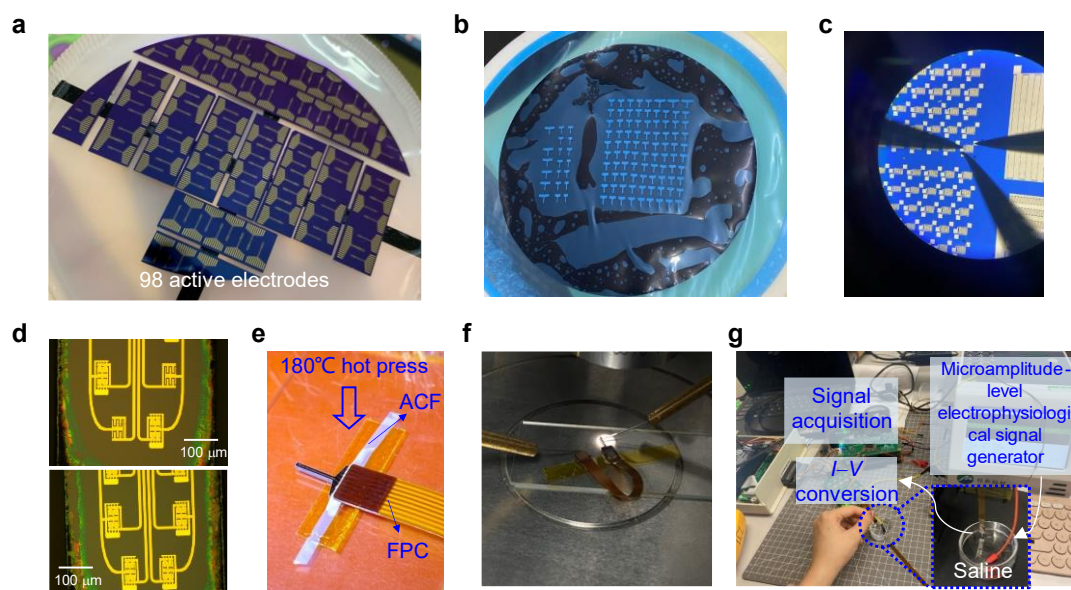 a
b
c
98 active electrodes
d
100 μm
100 μm
e
180℃ hot press
ACF
FPC
f
g
Signal
acquisition
I–V
conversion
Microamplitude-
level
electrophysiologi
cal signal
generator
Saline